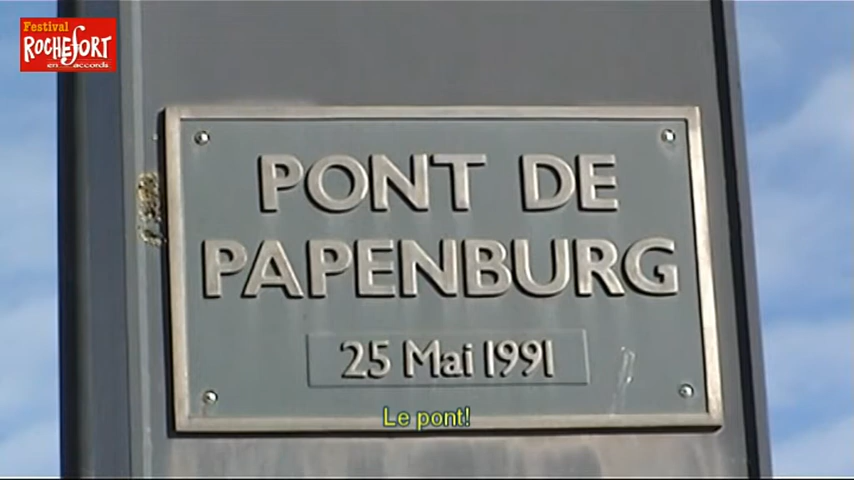 Festival
ROCHEFORT
en accords
PONT DE
PAPENBURG
25 Mai 1991
Le pont!